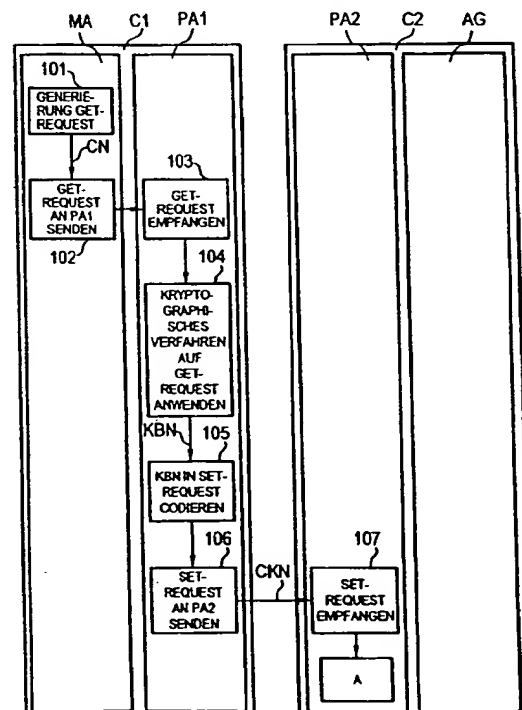 MA C1 PA1 PA2 C2 AG
101
GENERIE-
RUNG GET-
REQUEST
CN
GET-
REQUEST
AN PA1
SENDEN
102
103
GET-
REQUEST
EMPFANGEN
104
KRYPTO-
GRAPHI-
SCHES
VERFAHREN
AUF
GET-
REQUEST
ANWENDEN
KBN
105
KBN IN SET-
REQUEST
CODIEREN
106
SET-
REQUEST
AN PA2
SENDEN
CKN
107
SET-
REQUEST
EMPFANGEN
A